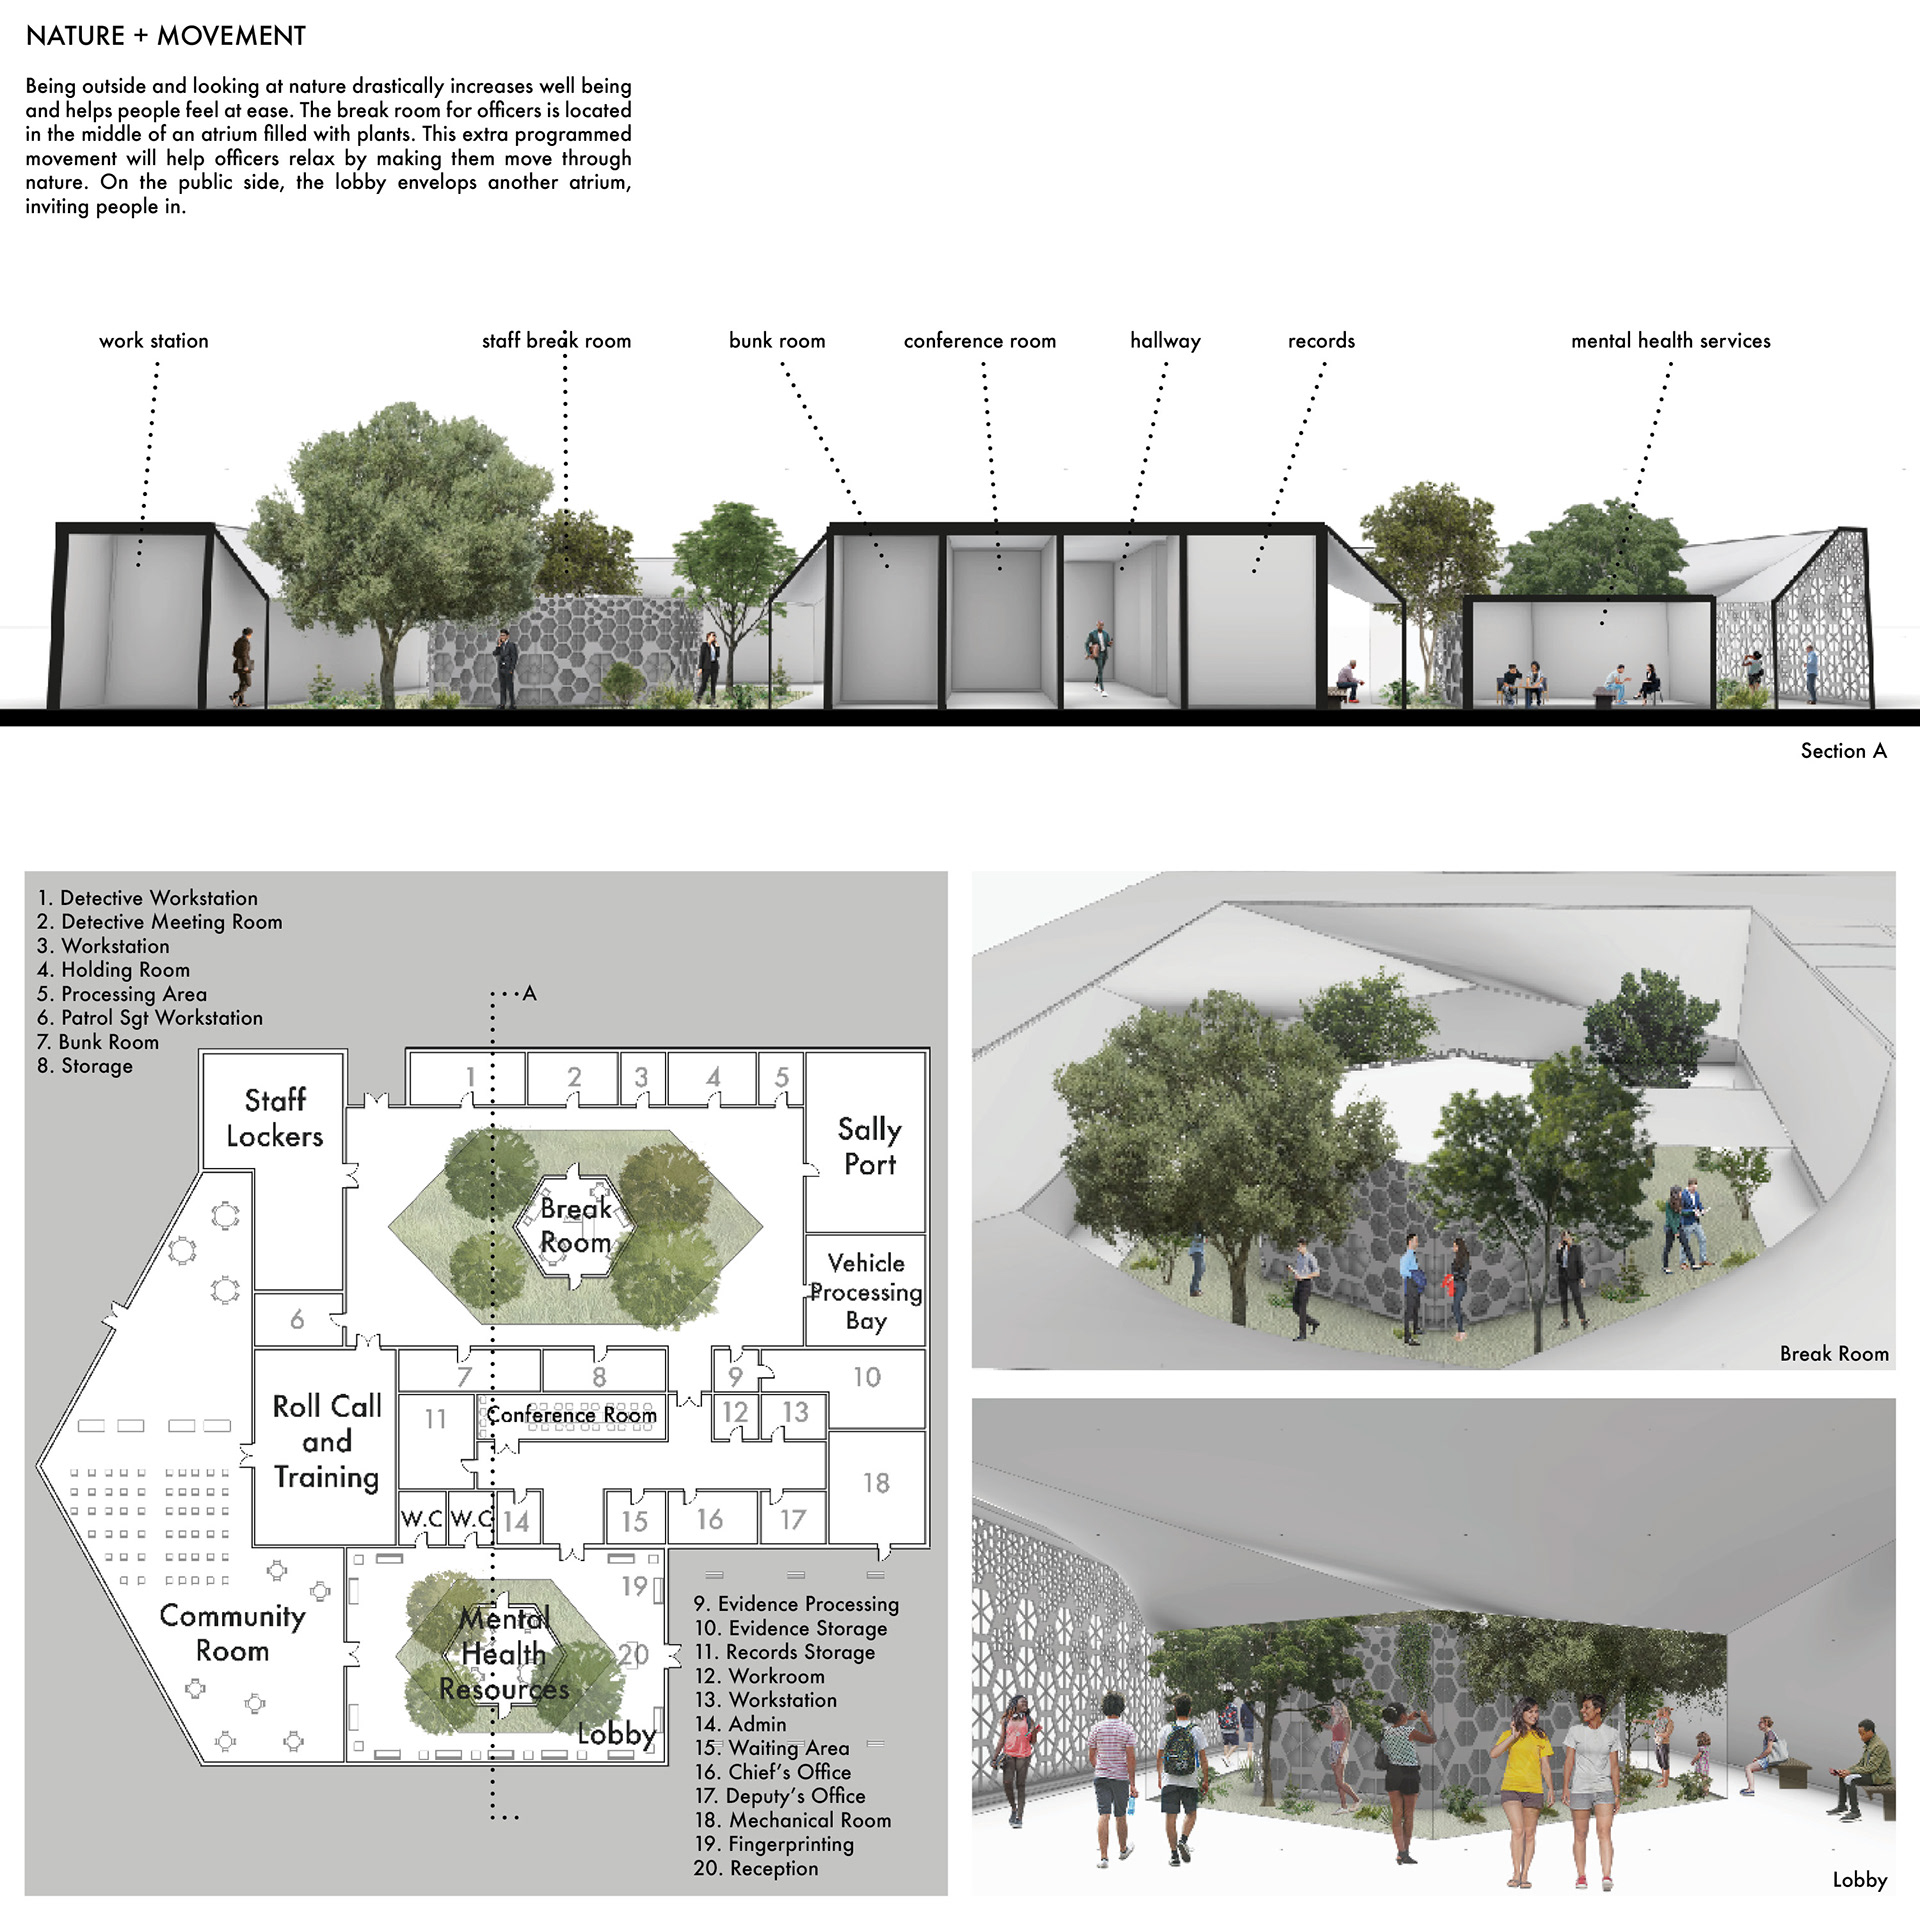 NATURE + MOVEMENT
Being outside and looking at nature drastically increases well being
and helps people feel at ease. The break room for officers is located
in the middle of an atrium filled with plants. This extra programmed
movement will help officers relax by making them move through
nature. On the public side, the lobby envelops another atrium,
inviting people in.
work station
staff break room
bunk room
conference room
hallway
records
mental health services
Section A
1. Detective Workstation
2. Detective Meeting Room
3. Workstation
4. Holding Room
5. Processing Area
6. Patrol Sgt Workstation
7. Bunk Room
8. Storage
A
Staff
Lockers
1
2
3
4
5
Sally
Port
Break
Room
Vehicle
Processing
Bay
6
7
8
9
10
Roll Call
and
Training
11
Conference Room
12
13
18
W.C
W.C
14
15
16
17
Community
Room
19
Mental
Health
Resources
20
Lobby
9. Evidence Processing
10. Evidence Storage
11. Records Storage
12. Workroom
13. Workstation
14. Admin
15. Waiting Area
16. Chief's Office
17. Deputy's Office
18. Mechanical Room
19. Fingerprinting
20. Reception
Break Room
Lobby